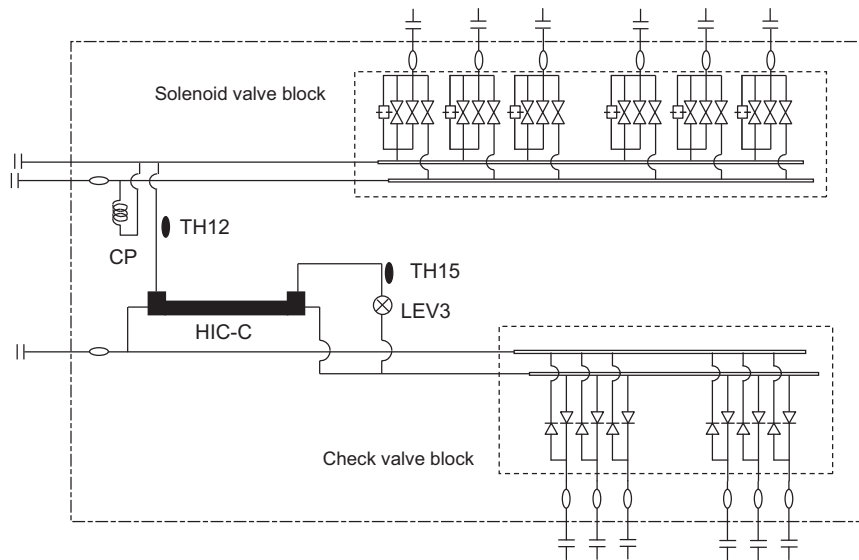 Solenoid valve block
TH12
CP
TH15
LEV3
HIC-C
Check valve block